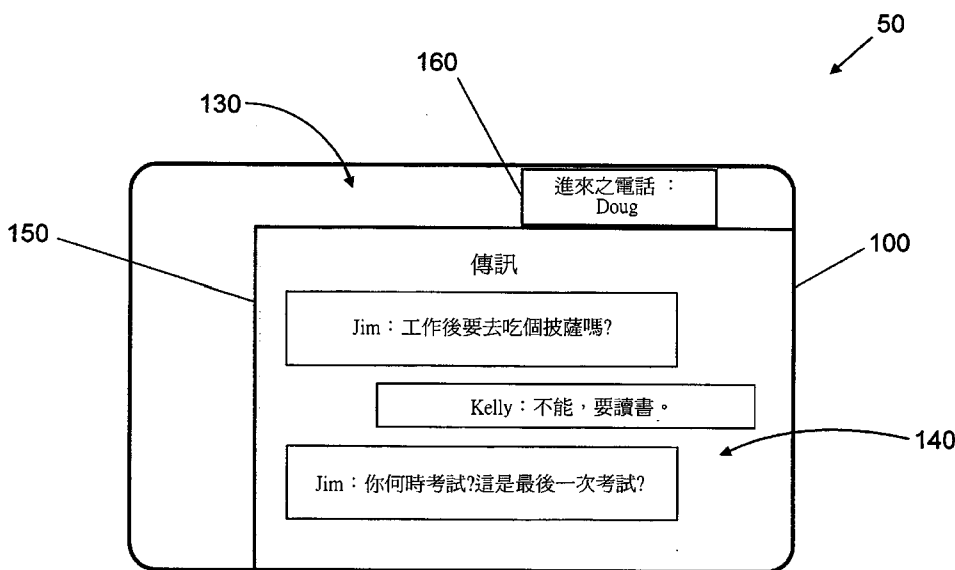 50
160
130
進來之電話：
Doug
150
100
傳訊
Jim：工作後要去吃個披薩嗎?
Kelly：不能，要讀書。
140
Jim：你何時考試?這是最後一次考試?